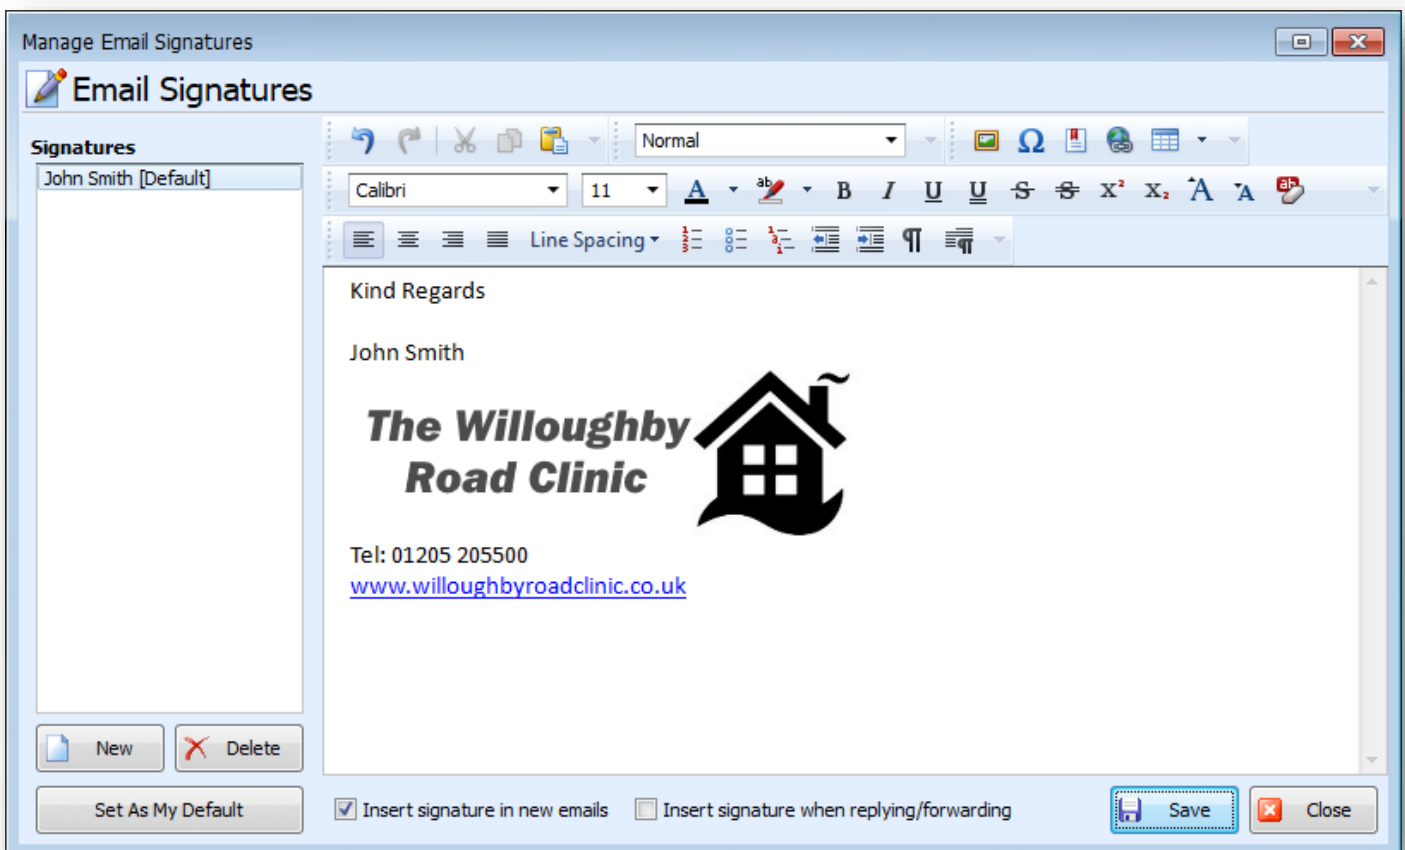 Manage Email Signatures
Email Signatures
Signatures
John Smith [Default]
Normal
Calibri
11
Line Spacing
Kind Regards
John Smith
The Willoughby
Road Clinic
Tel: 01205 205500
www.willoughbyroadclinic.co.uk
New
Delete
Set As My Default
Insert signature in new emails
Insert signature when replying/forwarding
Save
Close